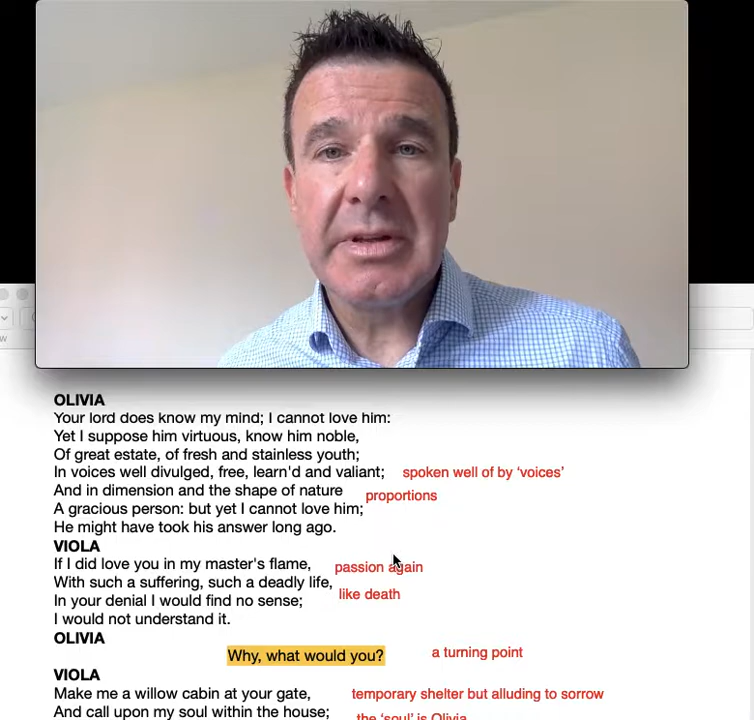 w
OLIVIA
Your lord does know my mind; I cannot love him:
Yet I suppose him virtuous, know him noble,
Of great estate, of fresh and stainless youth;
In voices well divulged, free, learn'd and valiant; spoken well of by ‘voices’
And in dimension and the shape of nature proportions
A gracious person: but yet I cannot love him;
He might have took his answer long ago.
VIOLA
If I did love you in my master's flame, passion again
With such a suffering, such a deadly life, like death
In your denial I would find no sense;
I would not understand it.
OLIVIA
Why, what would you? a turning point
VIOLA
Make me a willow cabin at your gate, temporary shelter but alluding to sorrow
And call upon my soul within the house; the ‘soul’ is Olivia